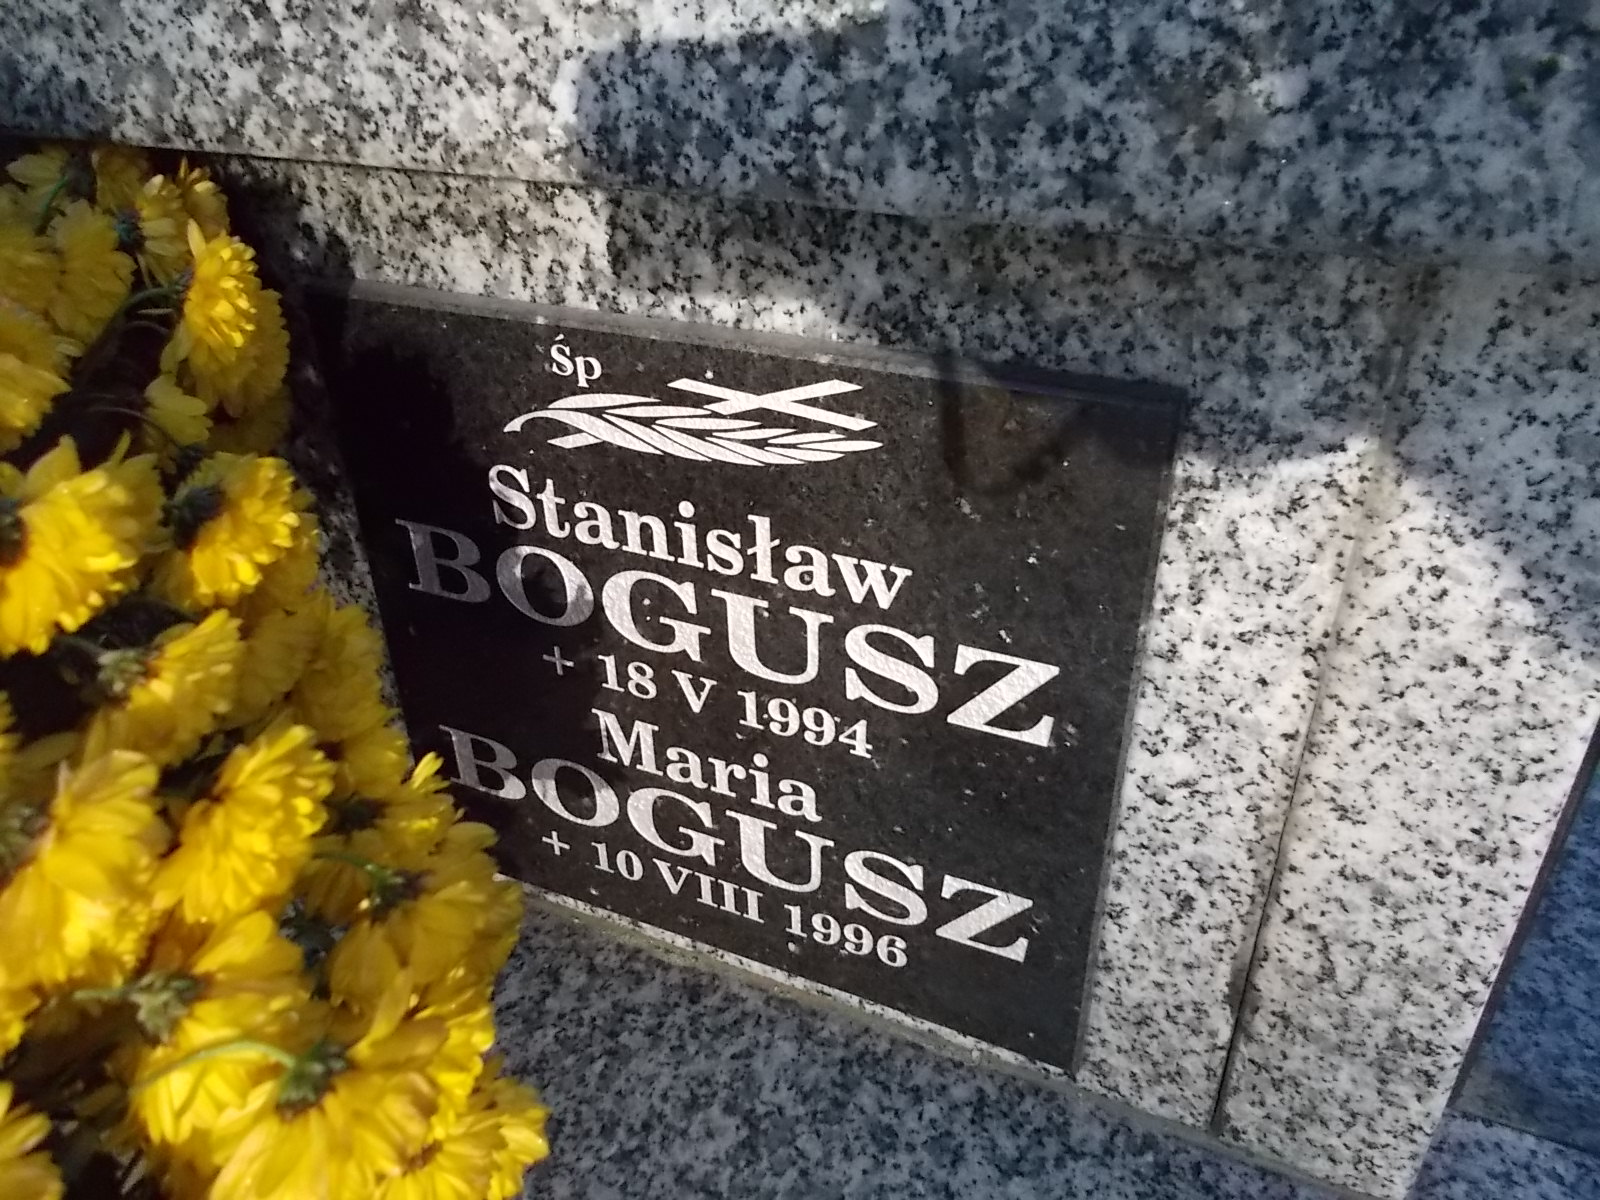 śp
Stanisław
BOGUSZ
+ 18 V 1994
Maria
BOGUSZ
+ 10 VIII 1996